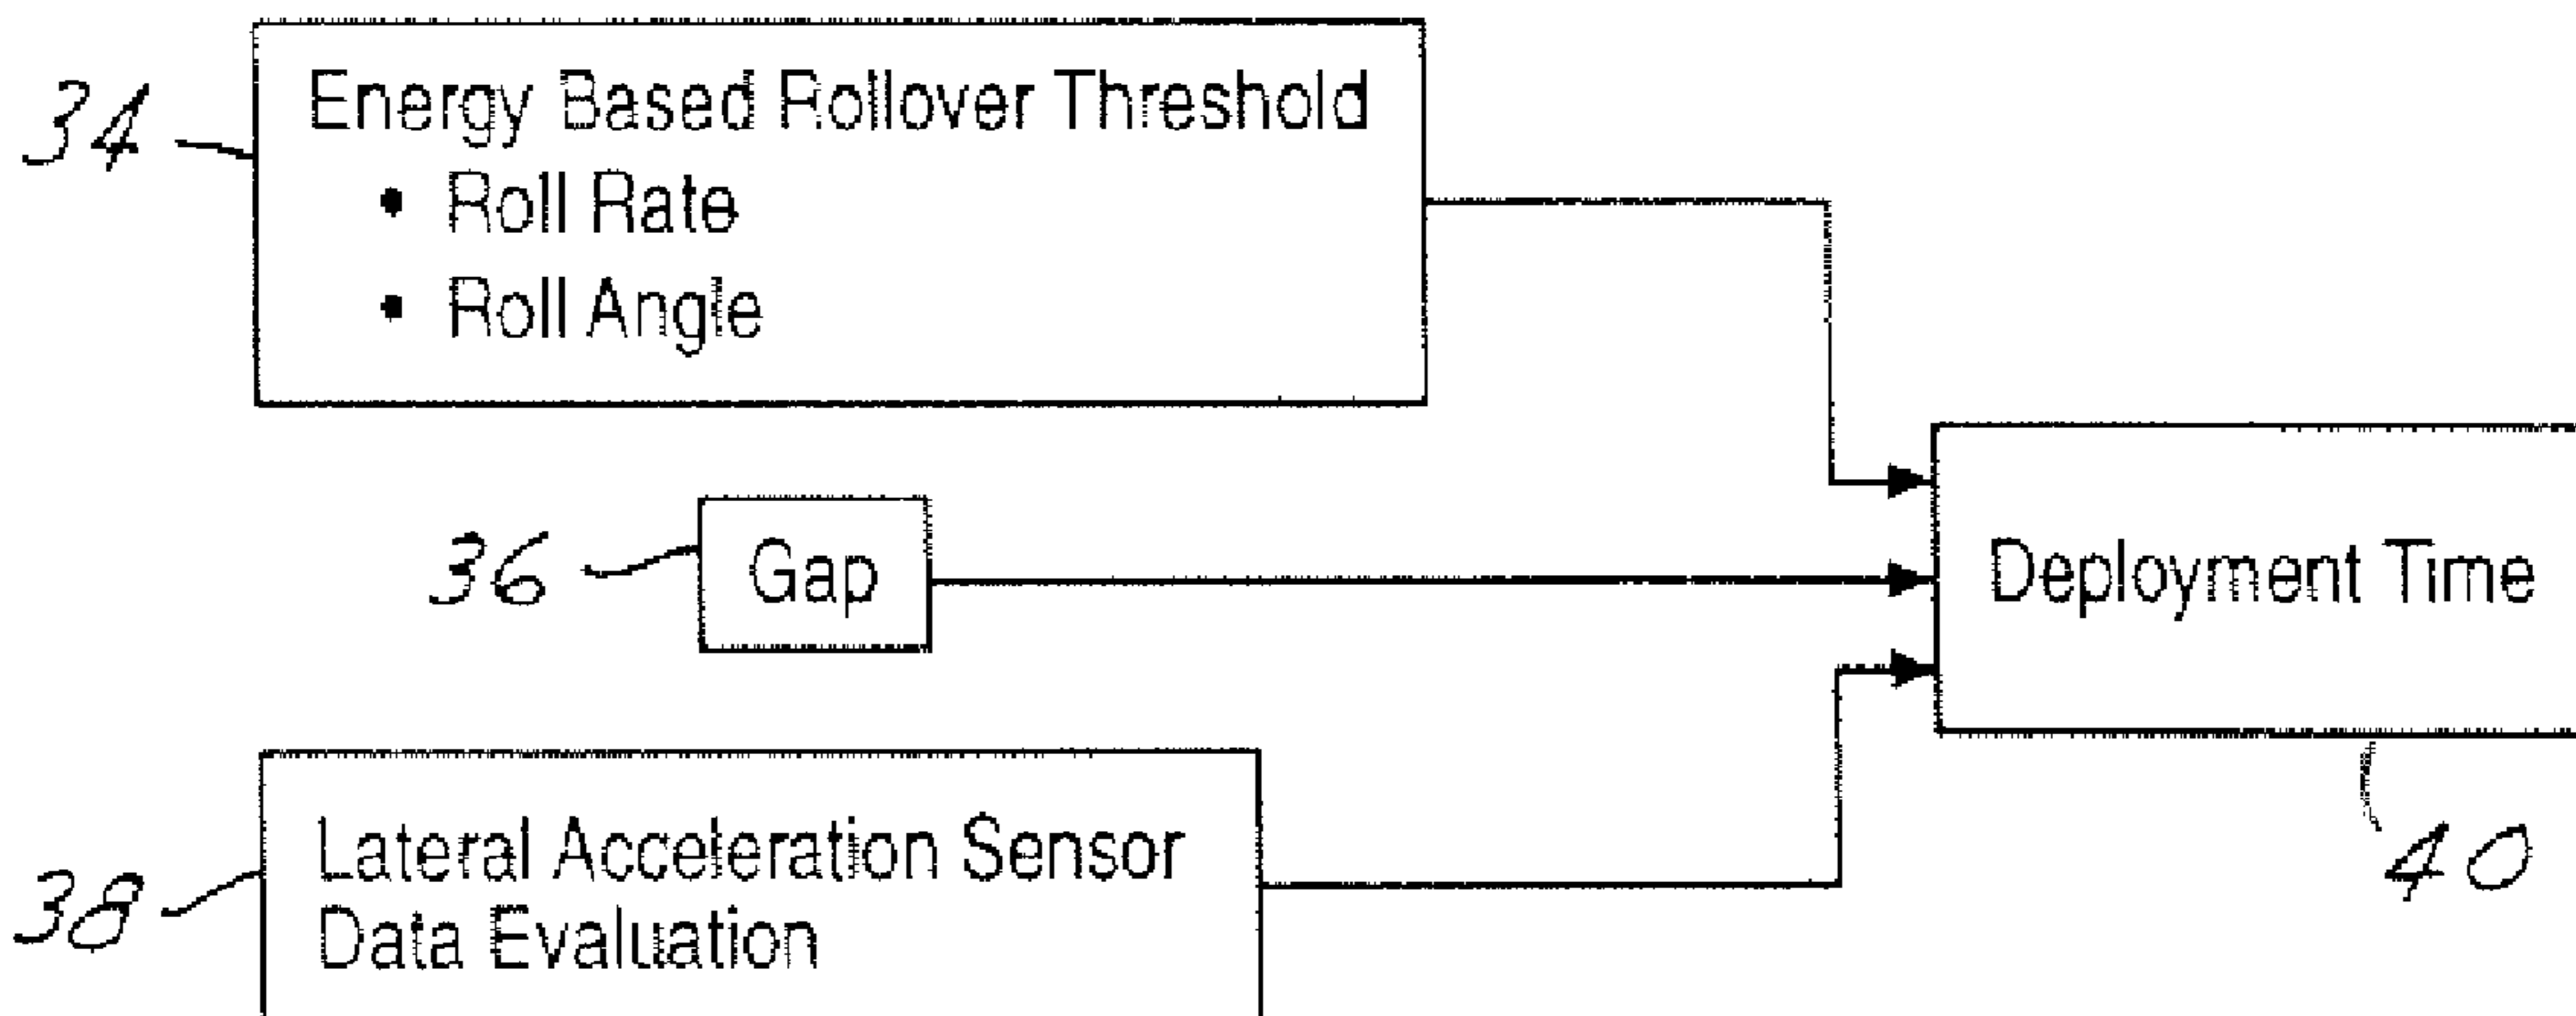 34
Energy Based Rollover Threshold
• Roll Rate
• Roll Angle
36
Gap
Deployment Time
40
38
Lateral Acceleration Sensor
Data Evaluation